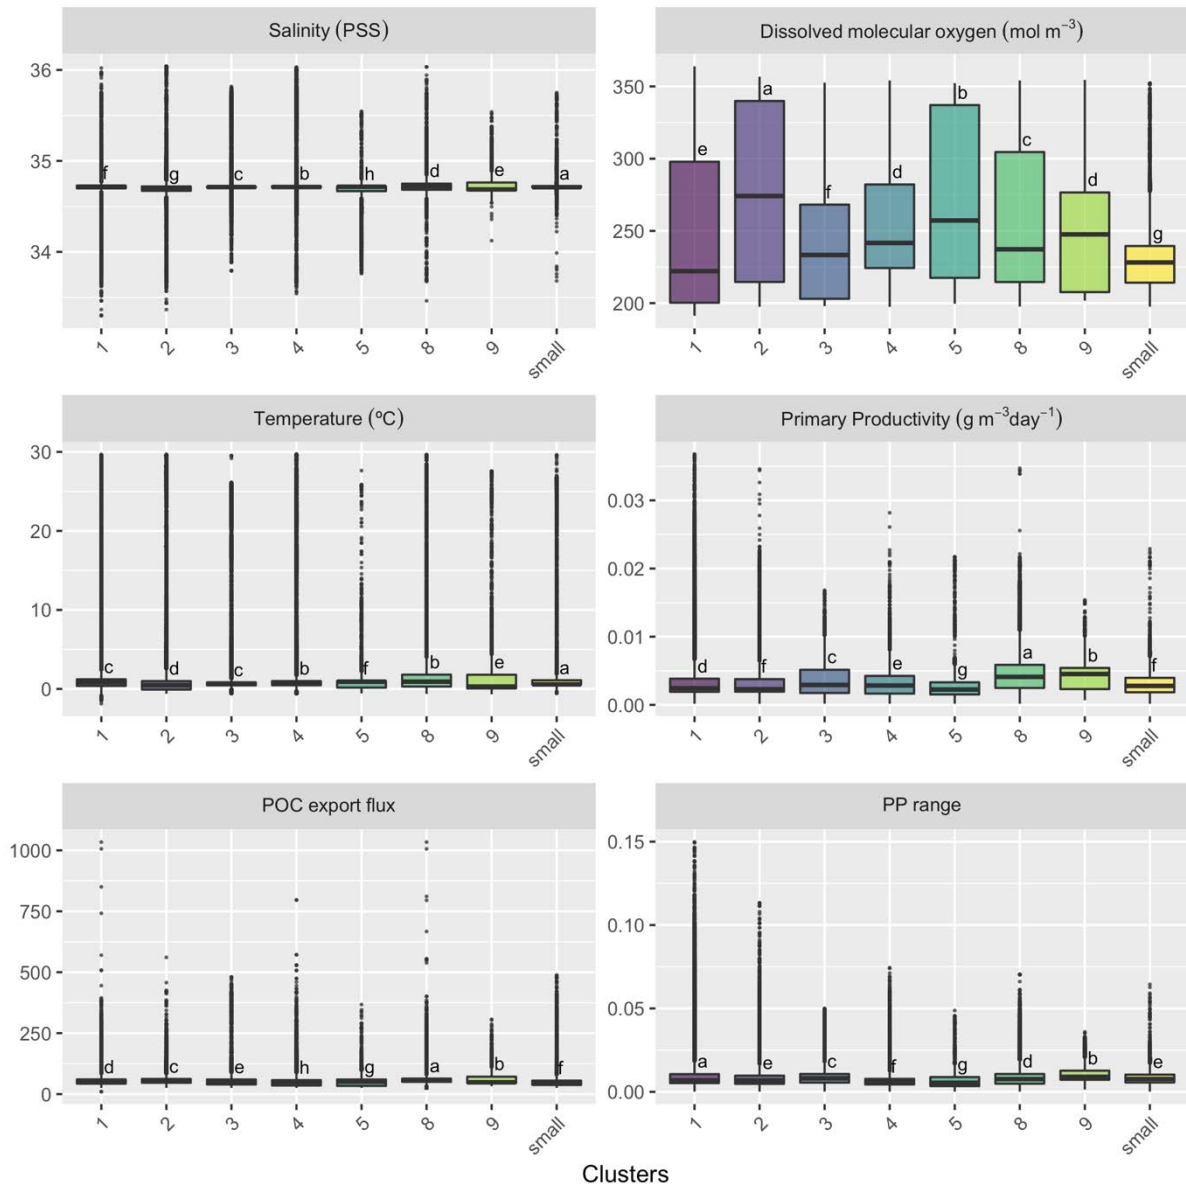 Salinity (PSS)
Dissolved molecular oxygen (mol m⁻³)
36
35
34
f g c b h d e a
350
300
250
200
e a f d b c d g
1 2 3 4 5 8 9 small
1 2 3 4 5 8 9 small
Temperature (ºC)
Primary Productivity (g m⁻³day⁻¹)
30
20
10
0
c d c b f b e a
0.03
0.02
0.01
0.00
d f c e g a b f
1 2 3 4 5 8 9 small
1 2 3 4 5 8 9 small
POC export flux
PP range
1000
750
500
250
0
d c e h g a b f
0.15
0.10
0.05
0.00
a e c f g d b e
1 2 3 4 5 8 9 small
1 2 3 4 5 8 9 small
Clusters